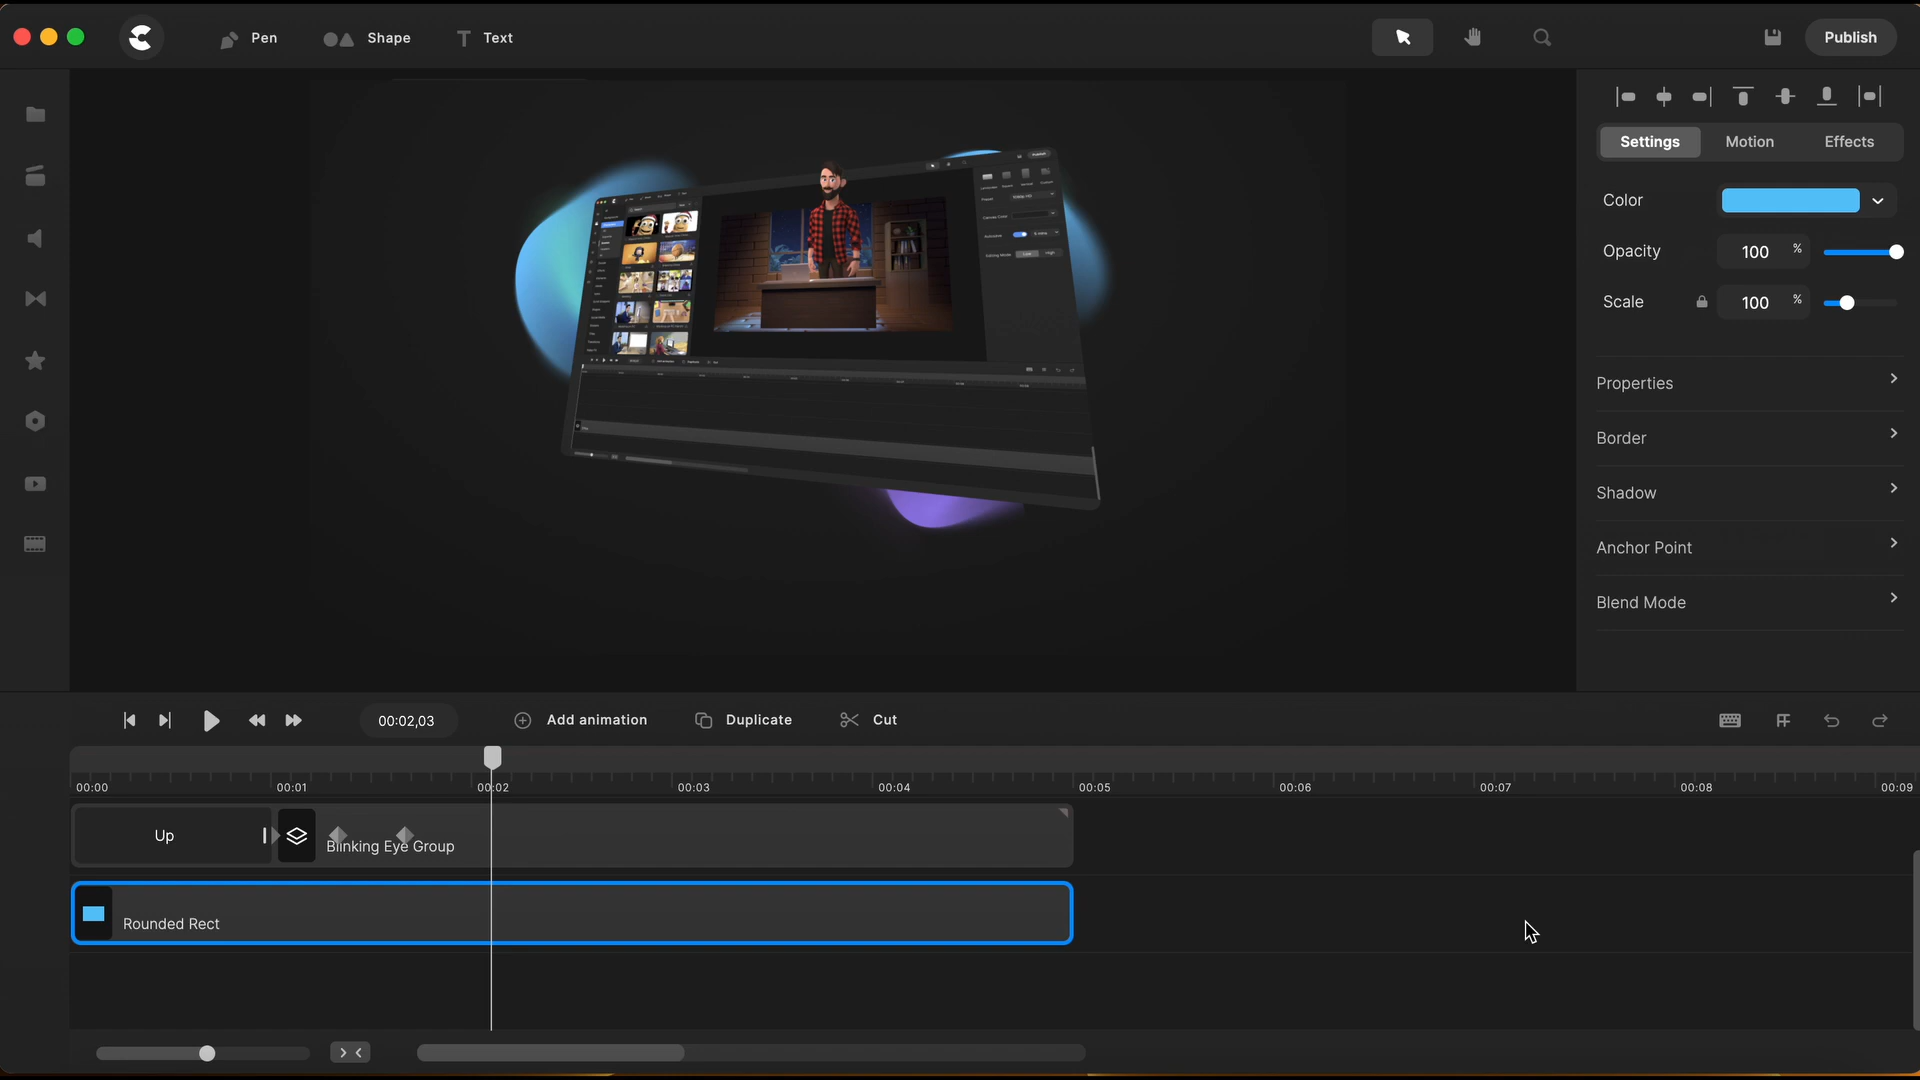 Pen
Shape
Text
Publish
Settings
Motion
Effects
Color
Opacity
100 %
Scale
100 %
Properties
Border
Shadow
Anchor Point
Blend Mode
00:02,03
Add animation
Duplicate
Cut
00:00
00:01
00:02
00:03
00:04
00:05
00:06
00:07
00:08
00:09
Up
Blinking Eye Group
Rounded Rect